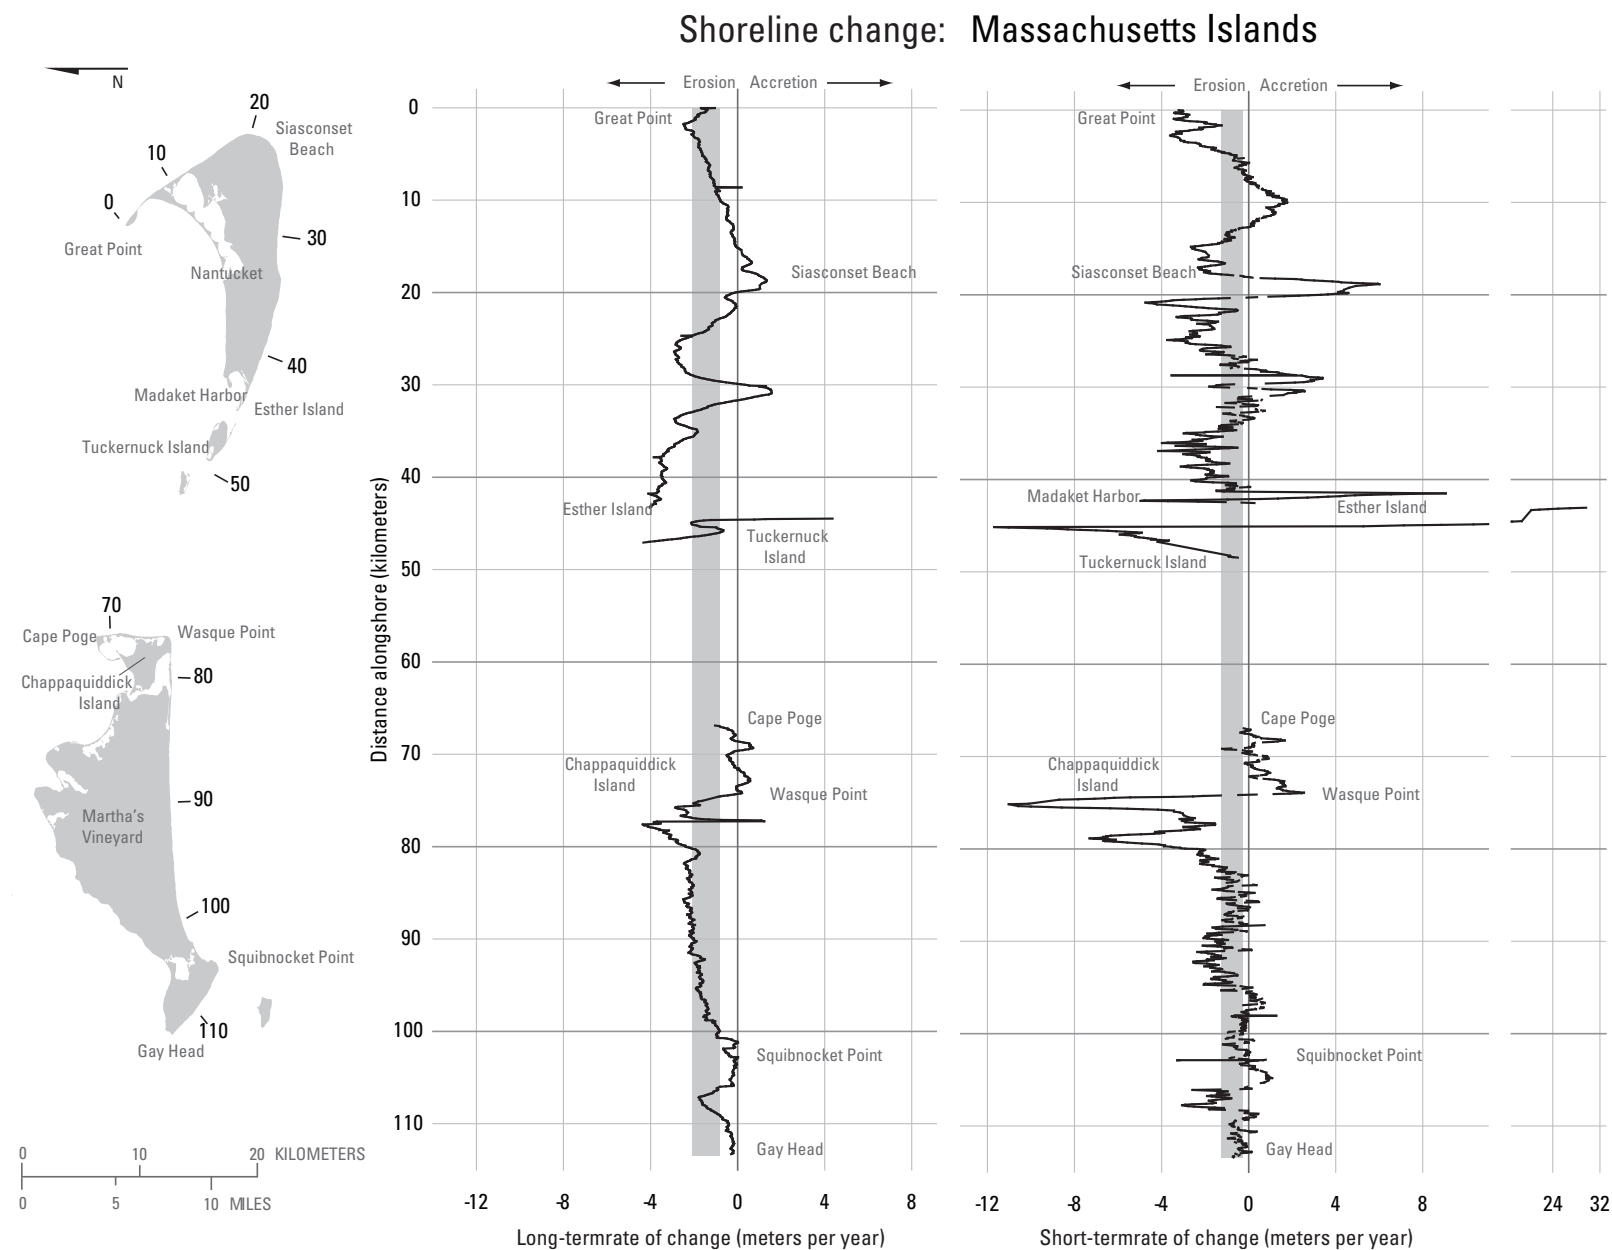 Shoreline change: Massachusetts Islands
N
0
10
20
Siasconset
Beach
30
Great Point
Nantucket
40
Madaket Harbor
Esther Island
Tuckernuck Island
50
70
Cape Poge
Wasque Point
80
Chappaquiddick
Island
90
Martha's
Vineyard
100
Squibnocket Point
110
Gay Head
0 10 20 KILOMETERS
0 5 10 MILES
Distance alongshore (kilometers)
0
10
20
30
40
50
60
70
80
90
100
110
Erosion Accretion
Great Point
Siasconset Beach
Esther Island
Tuckernuck
Island
Cape Poge
Chappaquiddick
Island
Wasque Point
Squibnocket Point
Gay Head
-12 -8 -4 0 4 8
Long-termrate of change (meters per year)
Erosion Accretion
Great Point
Siasconset Beach
Madaket Harbor
Esther Island
Tuckernuck Island
Cape Poge
Chappaquiddick
Island
Wasque Point
Squibnocket Point
Gay Head
-12 -8 -4 0 4 8 24 32
Short-termrate of change (meters per year)